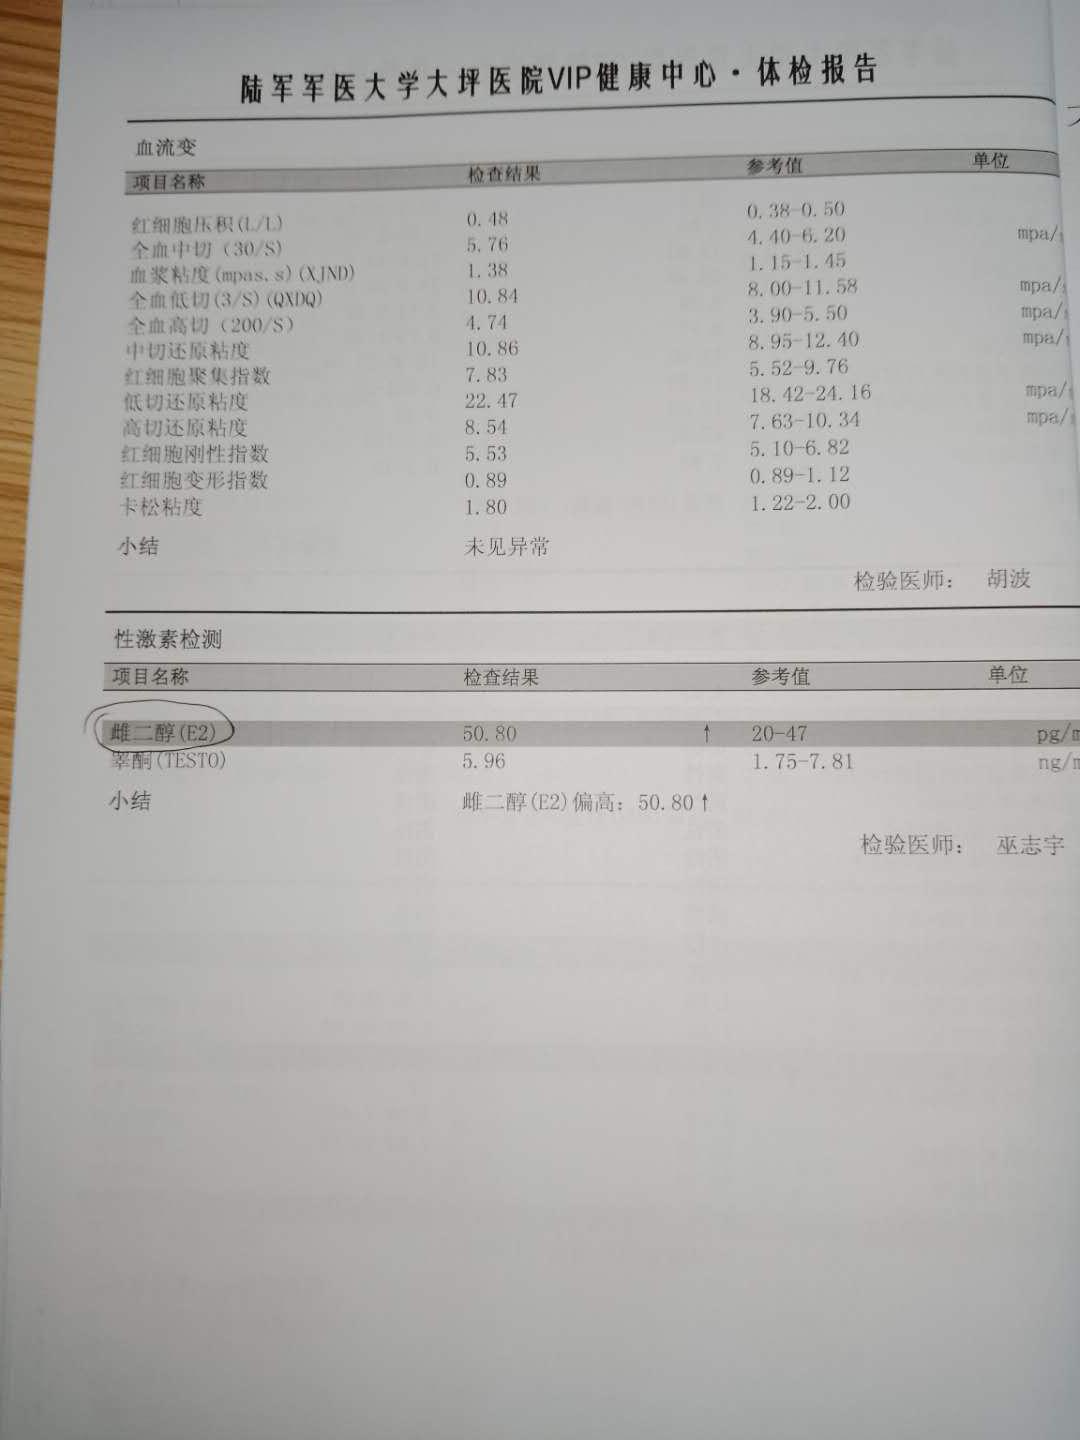 陆军军医大学大坪医院VIP健康中心·体检报告
血流变
项目名称 检查结果 参考值 单位
红细胞压积(L/L) 0.48 0.38-0.50
全血中切（30/S) 5.76 4.40-6.20 mpa/
血浆粘度(mpas.s)(XJND) 1.38 1.15-1.45
全血低切(3/S)(QXDQ) 10.84 8.00-11.58 mpa/
全血高切（200/S） 4.74 3.90-5.50 mpa/
中切还原粘度 10.86 8.95-12.40 mpa/
红细胞聚集指数 7.83 5.52-9.76
低切还原粘度 22.47 18.42-24.16 mpa/
高切还原粘度 8.54 7.63-10.34 mpa/
红细胞刚性指数 5.53 5.10-6.82
红细胞变形指数 0.89 0.89-1.12
卡松粘度 1.80 1.22-2.00
小结 未见异常
检验医师： 胡波
性激素检测
项目名称 检查结果 参考值 单位
雌二醇(E2) 50.80 ↑ 20-47 pg/m
睾酮(TESTO) 5.96 1.75-7.81 ng/m
小结 雌二醇(E2)偏高：50.80↑
检验医师： 巫志宇